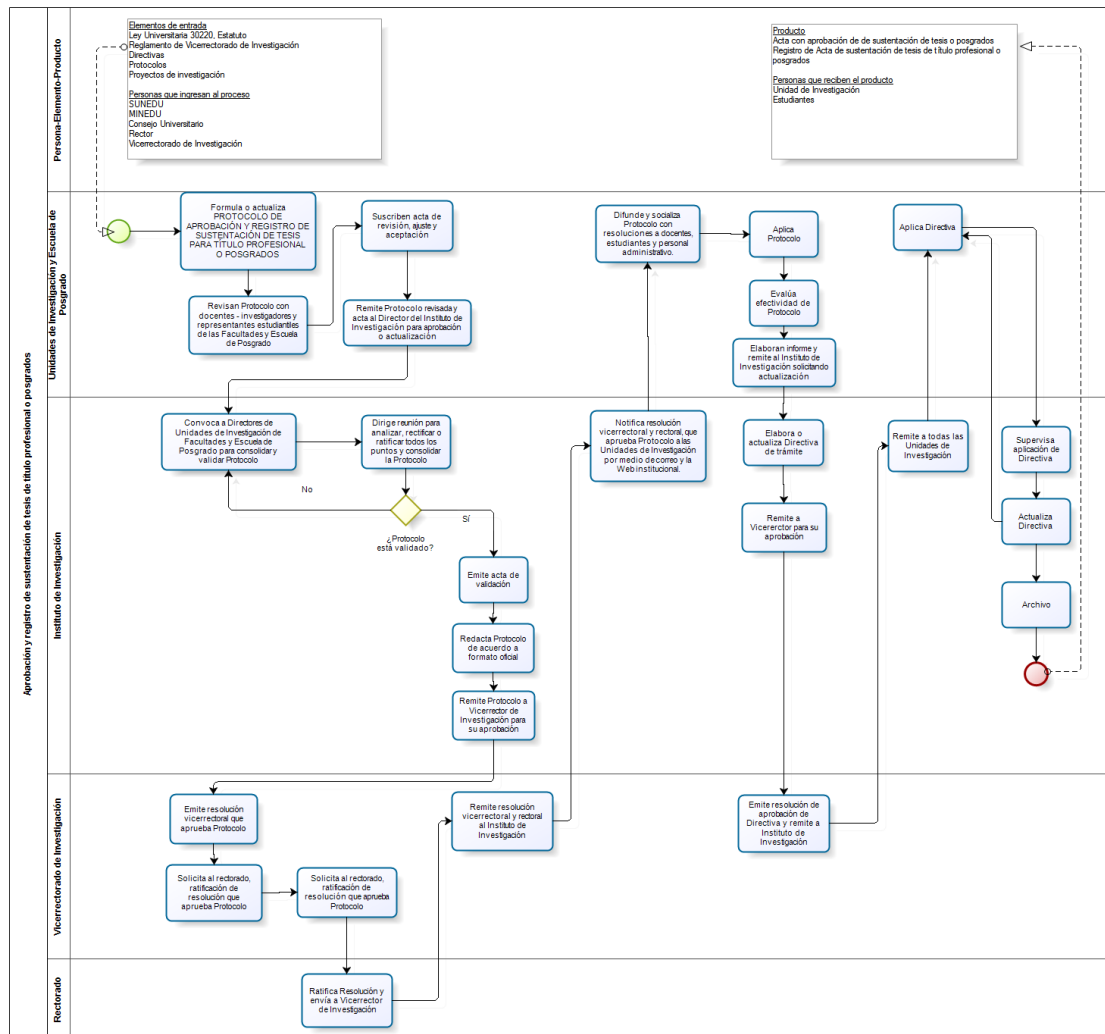 Aprobación y registro de sustentación de tesis de titulo profesional o posgrados
Persona-Elemento-Producto
Elementos de entrada
Ley Universitaria 30220, Estatuto
Reglamento de Vicerrectado de Investigación
Directivas
Protocolos
Proyectos de investigación
Personas que ingresan al proceso
SUNEDU
MINEDU
Consejo Universitario
Rector
Vicerrectorado de Investigación
Producto
Acta con aprobación de de sustentación de tesis o posgrados
Registro de Acta de sustentación de tesis de título profesional o
posgrados
Personas que reciben el producto
Unidad de Investigación
Estudiantes
Unidades de Investigación y Escuela de
Posgrado
Formula o actualiza
PROTOCOLO DE
APROBACIÓN Y REGISTRO DE
SUSTENTACIÓN DE TESIS
PARA TÍTULO PROFESIONAL
O POSGRADOS
Revisan Protocolo con
docentes - investigadores y
representantes estudiantiles
de las Facultades y Escuela
de Posgrado
Suscriben acta de
revisión, ajuste y
aceptación
Remite Protocolo revisada y
acta al Director del Instituto de
Investigación para aprobación
o actualización
Difunde y socializa
Protocolo con
resoluciones a docentes,
estudiantes y personal
administrativo.
Aplica
Protocolo
Evalúa
efectividad de
Protocolo
Elaboran informe y
remite al Instituto de
Investigación solicitando
actualización
Aplica Directiva
Instituto de Investigación
Convoca a Directores de
Unidades de Investigación de
Facultades y Escuela de
Posgrado para consolidar y
validar Protocolo
Dirige reunión para
analizar, rectificar o
ratificar todos los
puntos y consolidar
la Protocolo
No
Sí
¿Protocolo
está validado?
Emite acta de
validación
Redacta Protocolo
de acuerdo a
formato oficial
Remite Protocolo a
Vicerrector de
Investigación para
su aprobación
Notifica resolución
vicerrectoral y rectoral, que
aprueba Protocolo a las
Unidades de Investigación
por medio de correo y la
Web institucional.
Elabora o
actualiza Directiva
de trámite
Remite a
Vicererctor para su
aprobación
Remite a todas las
Unidades de
Investigación
Supervisa
aplicación de
Directiva
Actualiza
Directiva
Archivo
Vicerrectorado de Investigación
Emite resolución
vicerrectoral que
aprueba Protocolo
Solicita al rectorado,
ratificación de
resolución que
aprueba Protocolo
Solicita al rectorado,
ratificación de
resolución que aprueba
Protocolo
Remite resolución
vicerrectoral y rectoral
al Instituto de
Investigación
Emite resolución de
aprobación de
Directiva y remite a
Instituto de
Investigación
Rectorado
Ratifica Resolución y
envía a Vicerrector
de Investigación